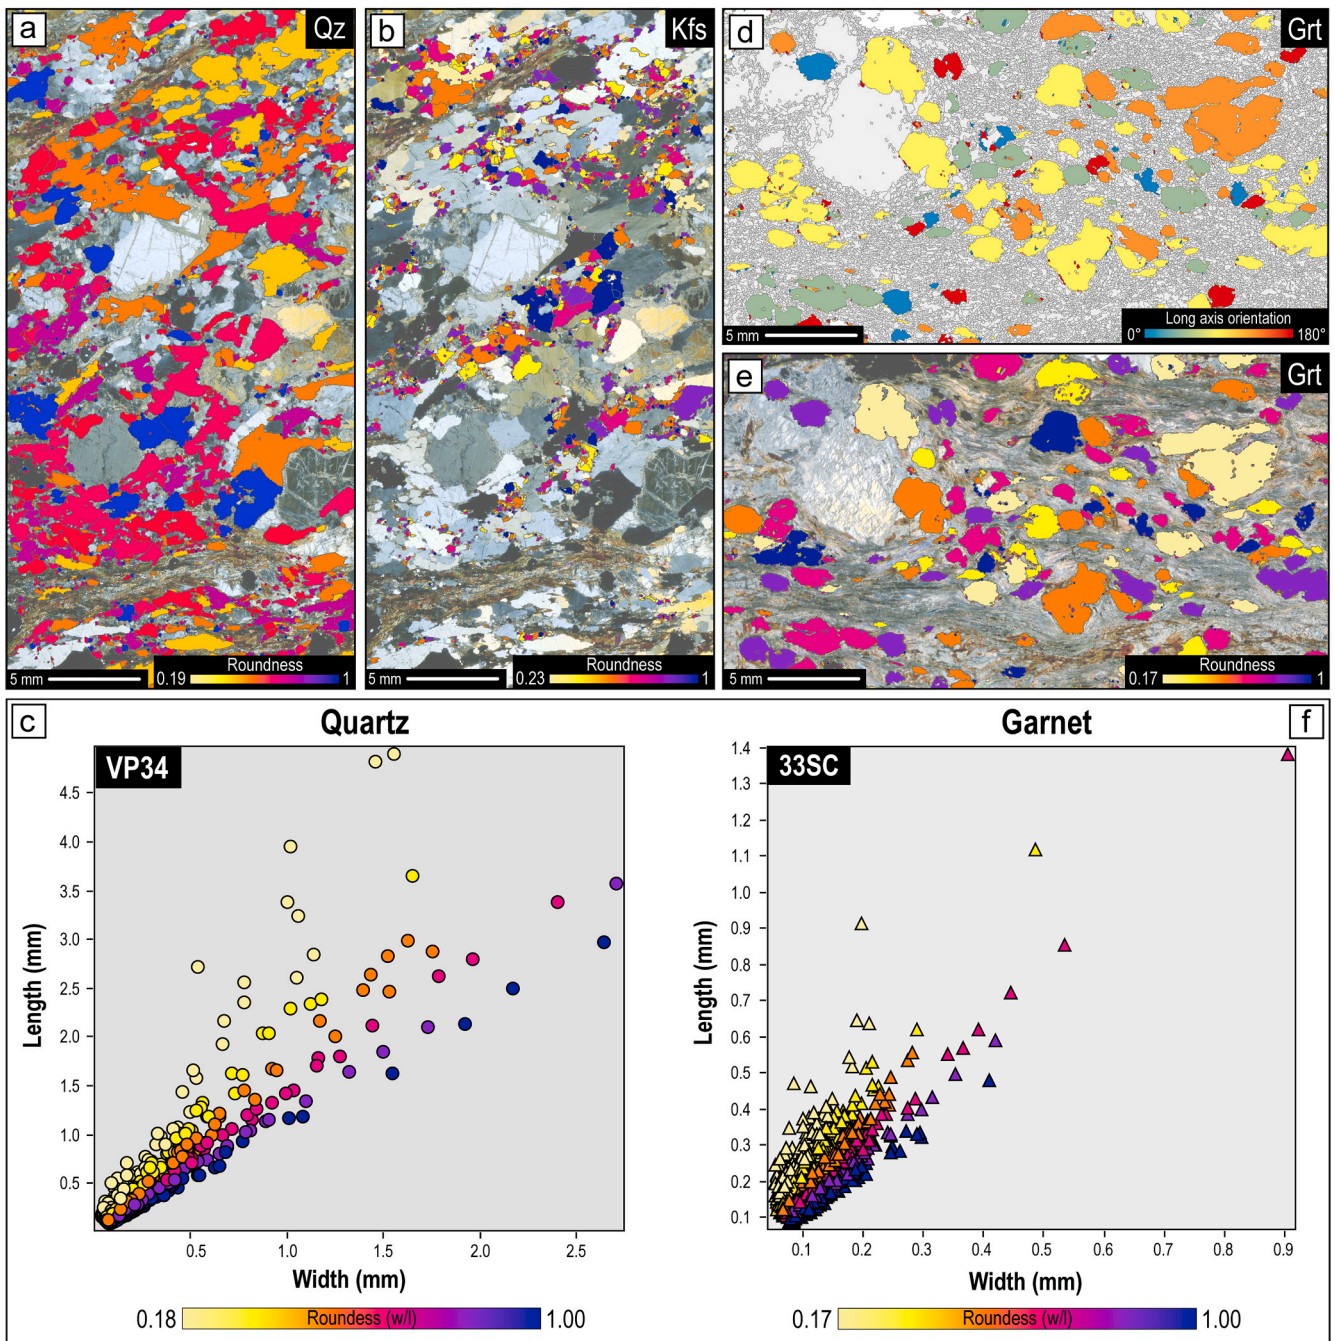 a
Qz
Roundness
5 mm
0.19
1
b
Kfs
Roundness
5 mm
0.23
1
d
Grt
Long axis orientation
5 mm
0°
180°
e
Grt
Roundness
5 mm
0.17
1
c
Quartz
VP34
4.5
4.0
3.5
3.0
2.5
2.0
1.5
1.0
0.5
Length (mm)
0.5
1.0
1.5
2.0
2.5
Width (mm)
0.18
Roundess (w/l)
1.00
Garnet
f
33SC
1.4
1.3
1.2
1.1
1.0
0.9
0.8
0.7
0.6
0.5
0.4
0.3
0.2
0.1
Length (mm)
0.1
0.2
0.3
0.4
0.5
0.6
0.7
0.8
0.9
Width (mm)
0.17
Roundess (w/l)
1.00